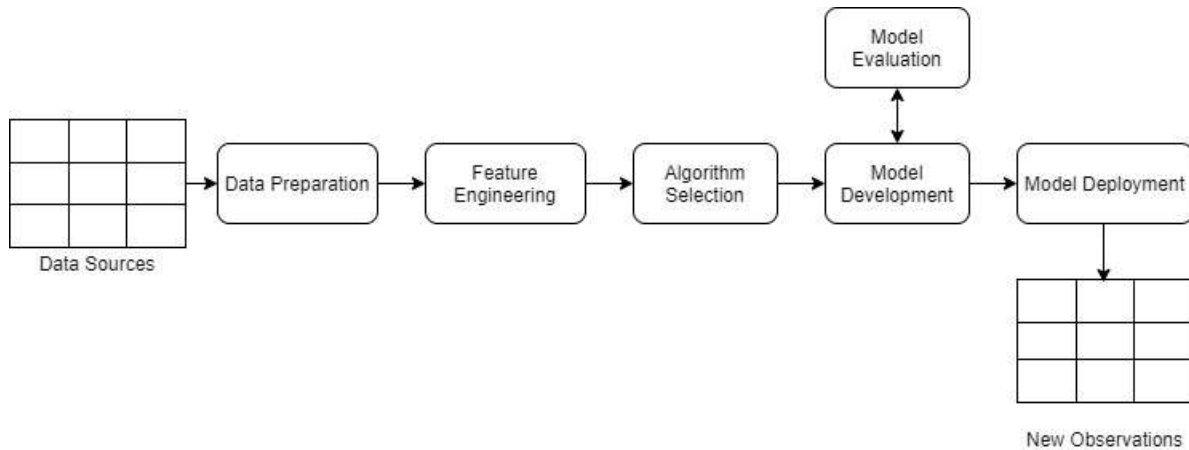 Model
Evaluation
Data Preparation
Feature
Engineering
Algorithm
Selection
Model
Development
Model Deployment
Data Sources
New Observations